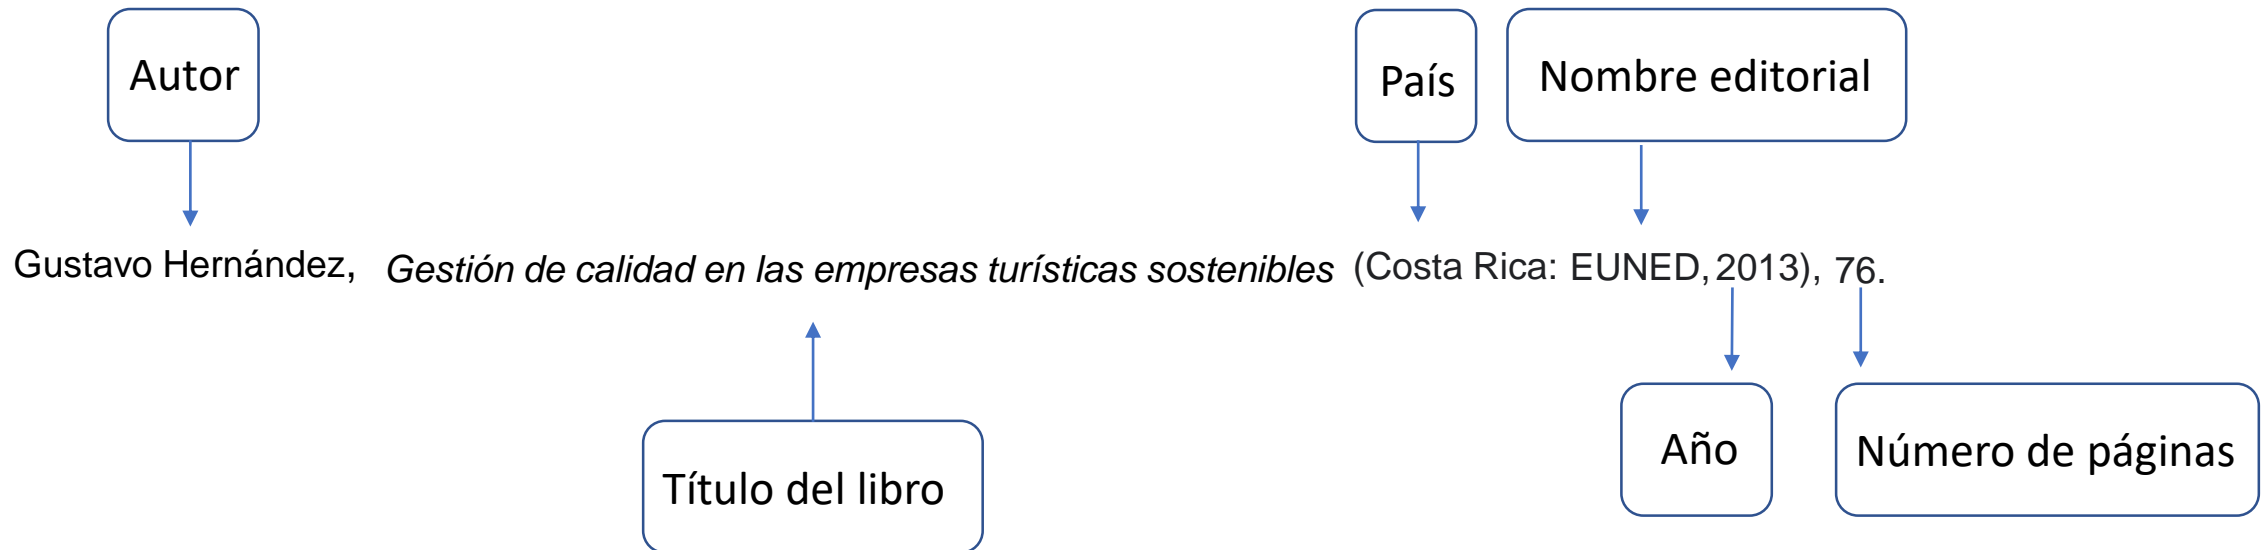 Autor
País
Nombre editorial
Gustavo Hernández, Gestión de calidad en las empresas turísticas sostenibles (Costa Rica: EUNED, 2013), 76.
Título del libro
Año
Número de páginas